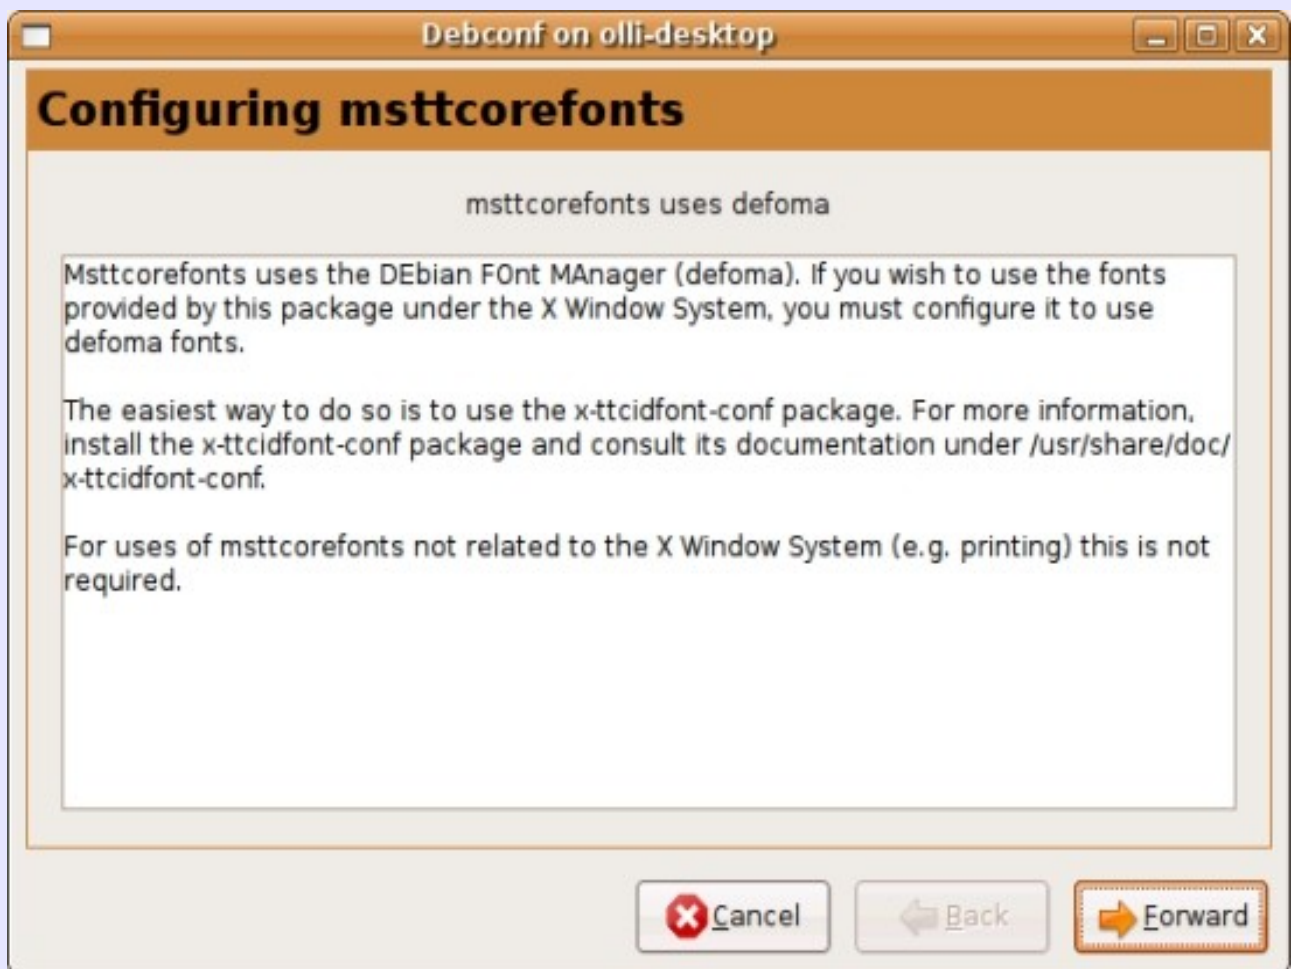 Debconf on olli-desktop
Configuring msttcorefonts
msttcorefonts uses defoma
Msttcorefonts uses the DEbian FOnt MAnager (defoma). If you wish to use the fonts
provided by this package under the X Window System, you must configure it to use
defoma fonts.
The easiest way to do so is to use the x-ttcidfont-conf package. For more information,
install the x-ttcidfont-conf package and consult its documentation under /usr/share/doc/
x-ttcidfont-conf.
For uses of msttcorefonts not related to the X Window System (e.g. printing) this is not
required.
Cancel
Back
Forward